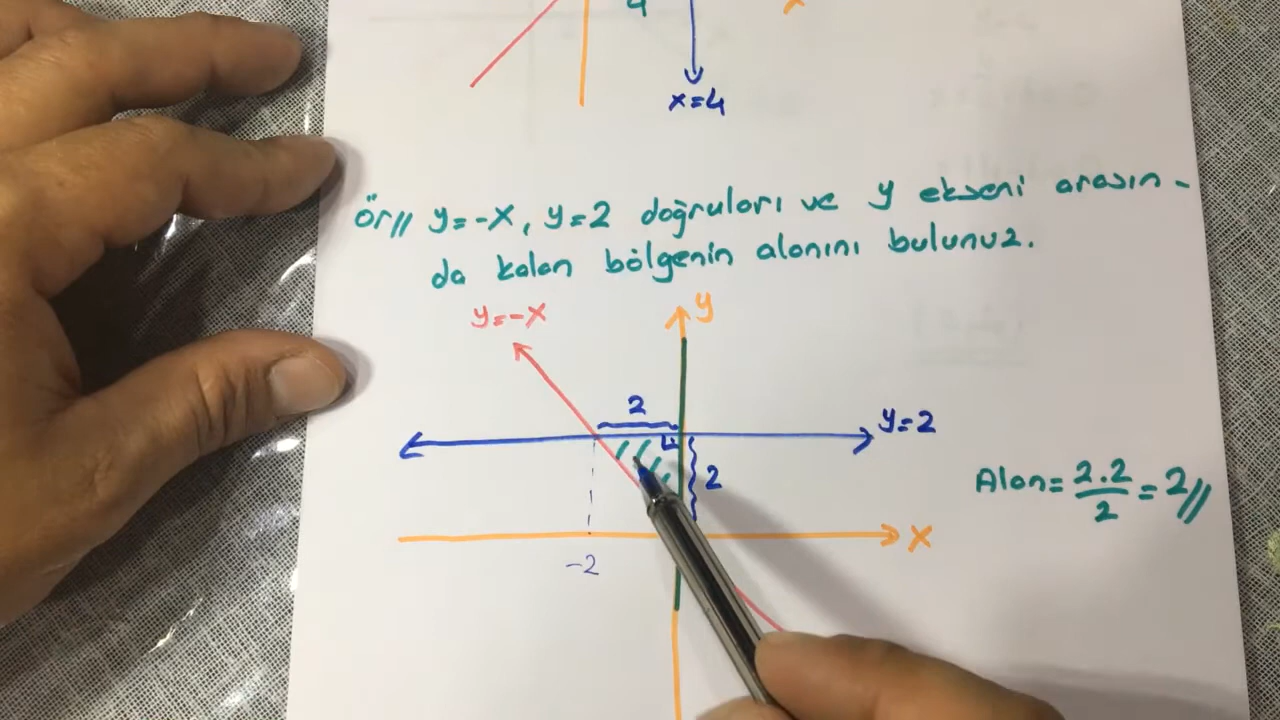 4
x
x=4
ör// y=-x, y=2 doğruları ve y ekseni arasın-
da kalan bölgenin alanını bulunuz.
y=-x
y
2
y=2
2
Alan= 2.2/2 = 2//
x
-2